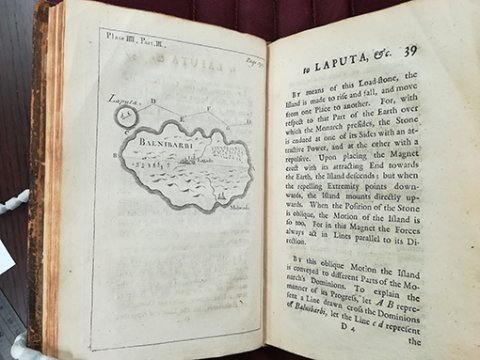 Plate IIII, Part. III.
Laputa.
D
F
E
C
B
BALNIBARBI
Lagado
Malonada
to LAPUTA, &c. 39
BY means of this Load-stone, the
Island is made to rise and fall, and move
from one Place to another. For, with
respect to that Part of the Earth over
which the Monarch presides, the Stone
is endued at one of its Sides with an at-
tractive Power, and at the other with a
repulsive. Upon placing the Magnet
erect with its attracting End towards
the Earth, the Island descends; but when
the repelling Extremity points down-
wards, the Island mounts directly up-
wards. When the Position of the Stone
is oblique, the Motion of the Island is
so too. For in this Magnet the Forces
always act in Lines parallel to its Di-
rection.
BY this oblique Motion the Island
is conveyed to different Parts of the Mo-
narch's Dominions. To explain the
manner of its Progress, let A B repre-
sent a Line drawn cross the Dominions
of Balnibarbi, let the Line c d represent
D 4
the